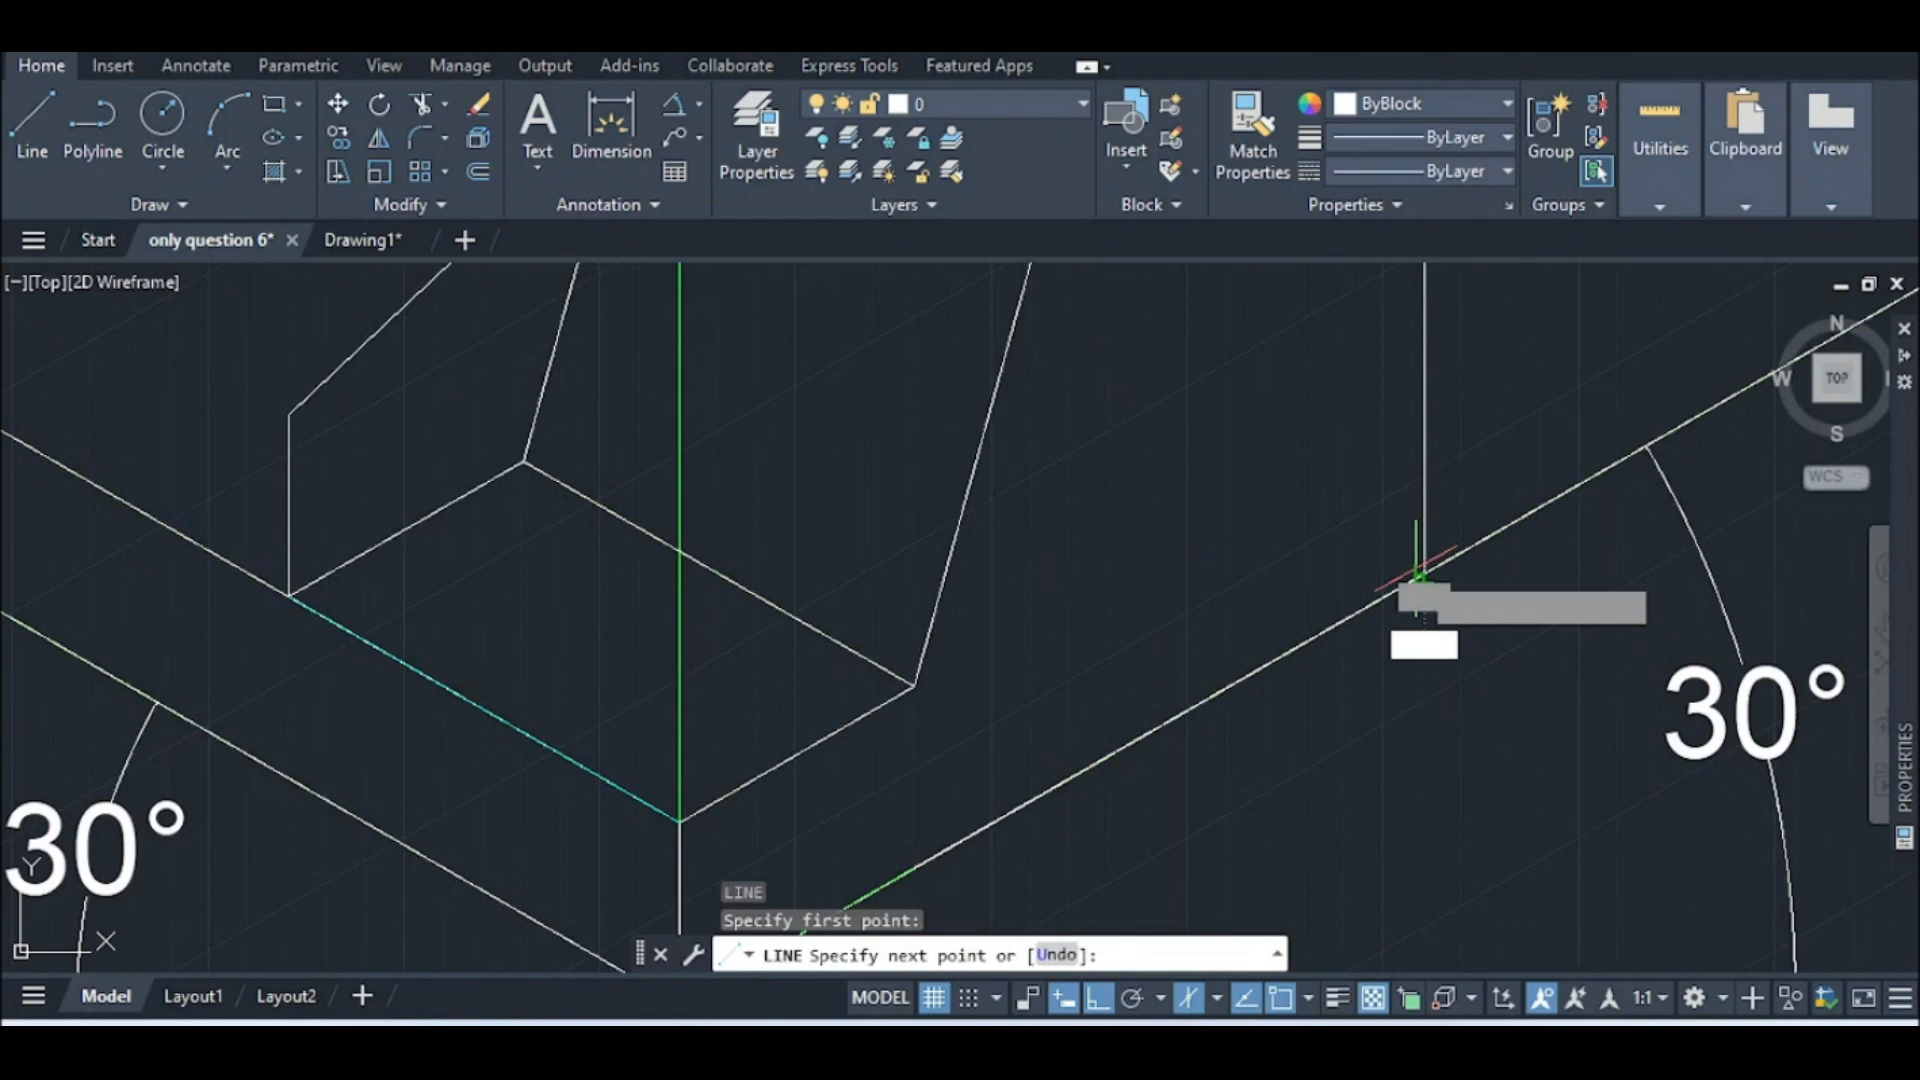 Home Insert Annotate Parametric View Manage Output Add-ins Collaborate Express Tools Featured Apps
Line Polyline Circle Arc
Text Dimension
Layer Properties
0
Insert
Match Properties
ByBlock
ByLayer
ByLayer
Group
Utilities Clipboard View
Draw Modify Annotation Layers Block Properties Groups
Start only question 6* Drawing1*
[−][Top][2D Wireframe]
N
W TOP
S
WCS
30°
PROPERTIES
30°
Y
X
LINE
Specify first point:
LINE Specify next point or [Undo]:
Model Layout1 Layout2
MODEL 1:1